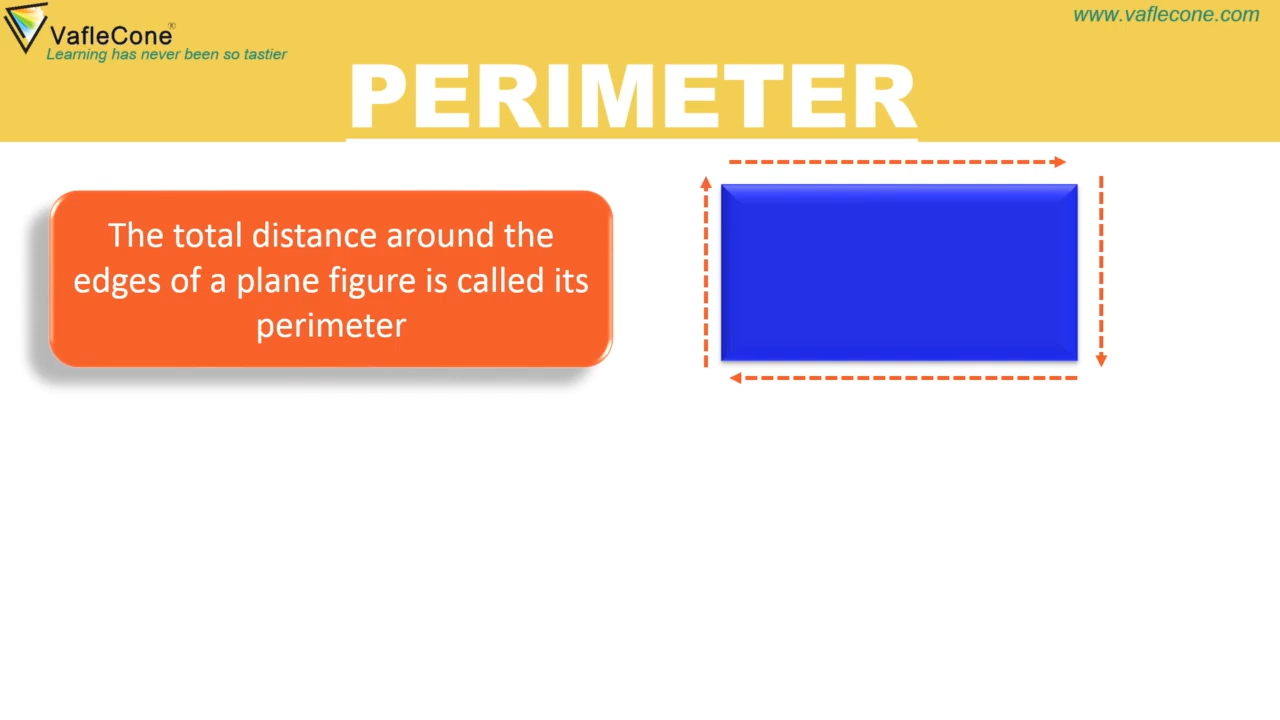 VafleCone®
Learning has never been so tastier
www.vaflecone.com
PERIMETER
The total distance around the
edges of a plane figure is called its
perimeter